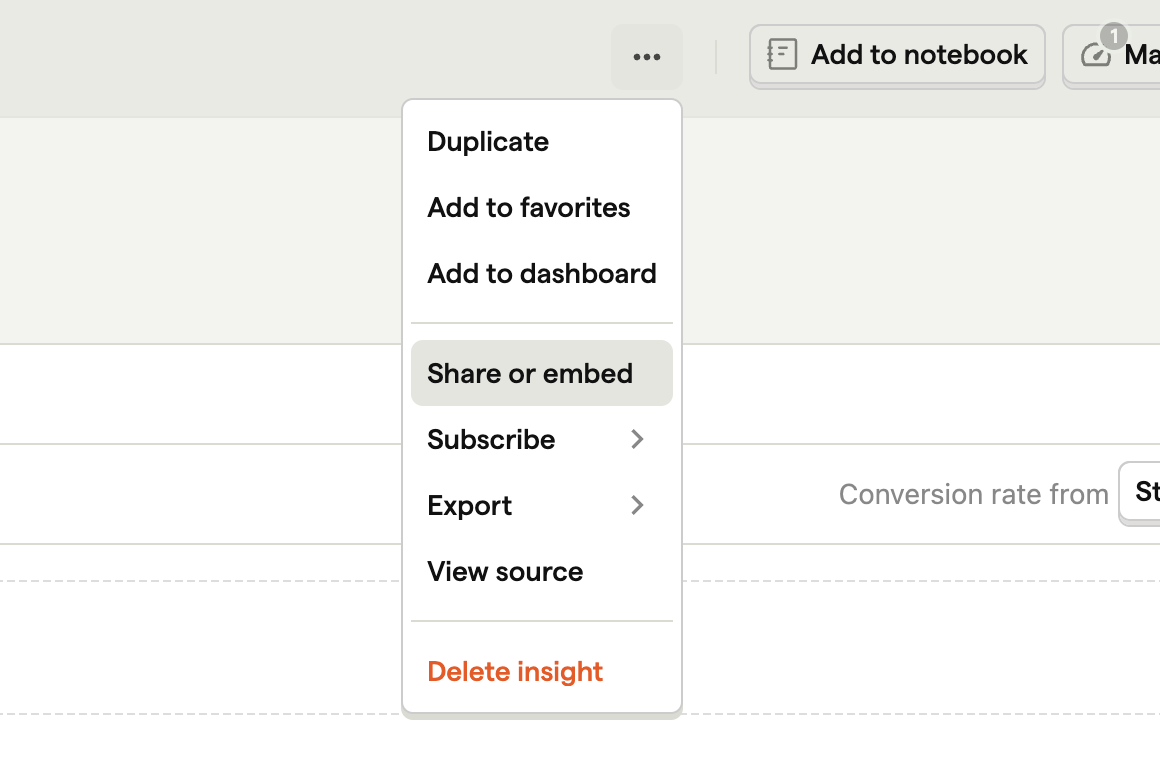 Add to notebook
1
Ma
Duplicate
Add to favorites
Add to dashboard
Share or embed
Subscribe
Export
View source
Delete insight
Conversion rate from
St